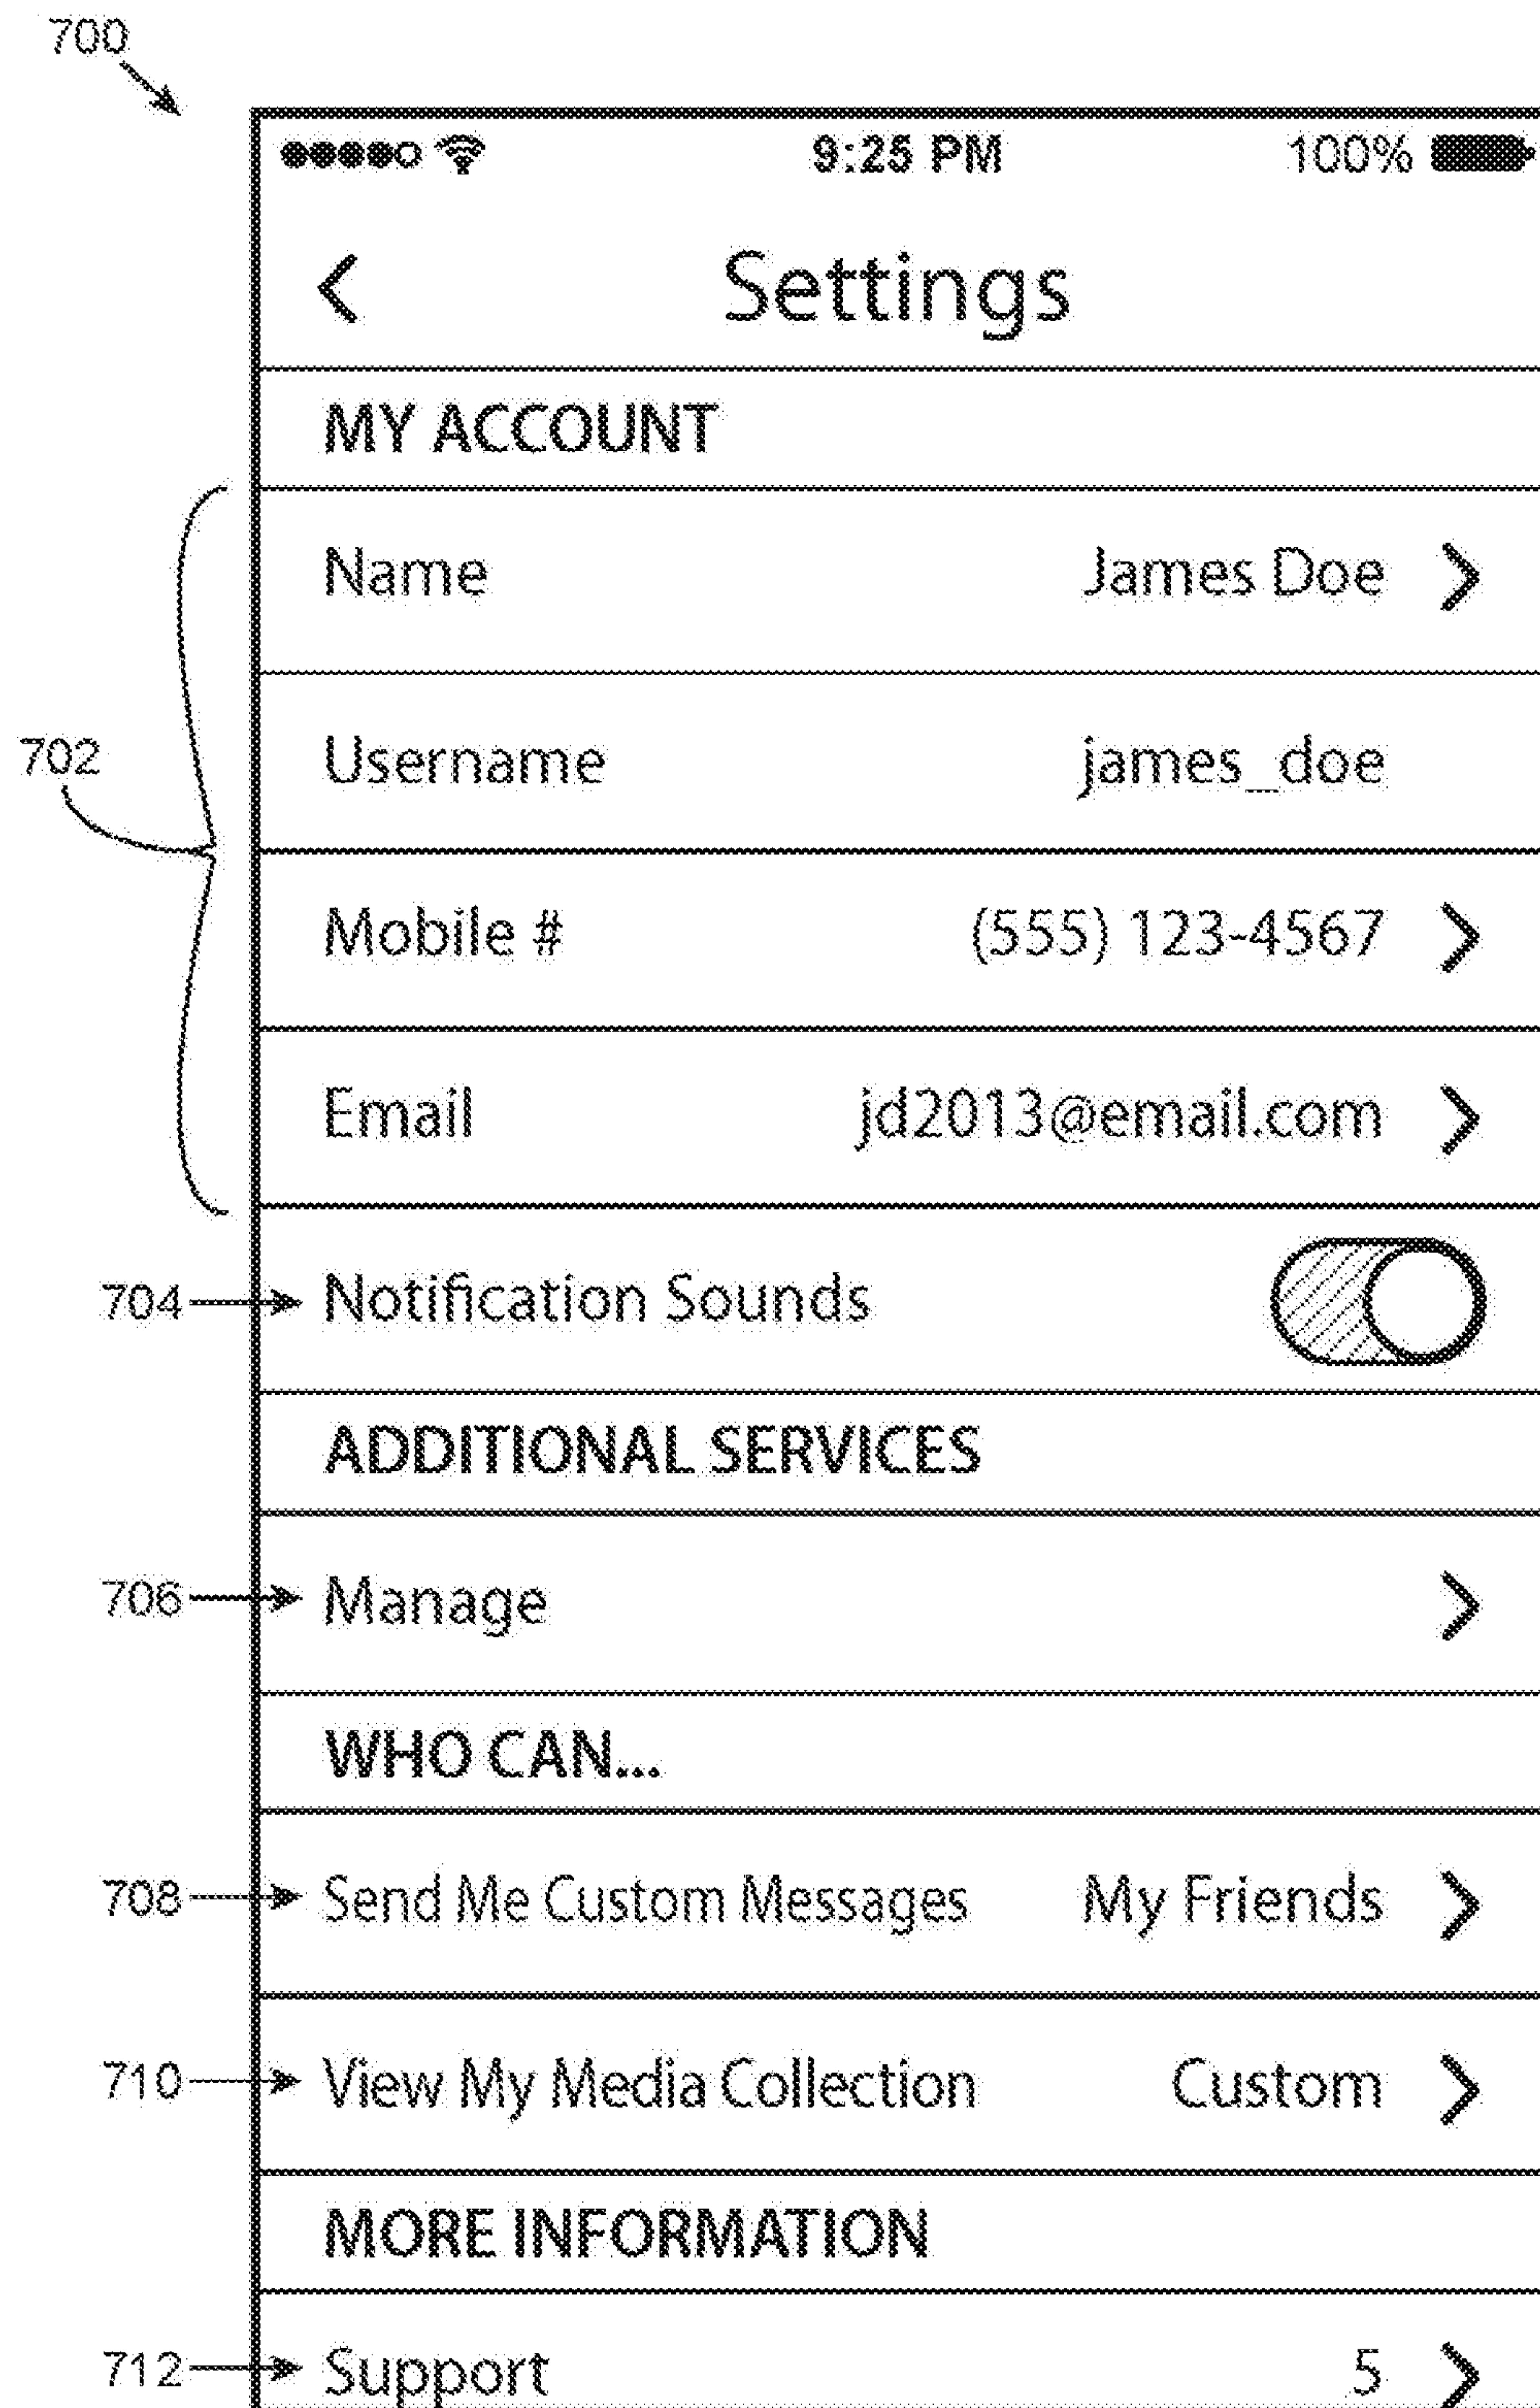 700
9:25 PM 100%
Settings
MY ACCOUNT
Name James Doe
702
Username james_doe
Mobile # (555) 123-4567
Email jd2013@email.com
704 Notification Sounds
ADDITIONAL SERVICES
706 Manage
WHO CAN...
708 Send Me Custom Messages My Friends
710 View My Media Collection Custom
MORE INFORMATION
712 Support 5